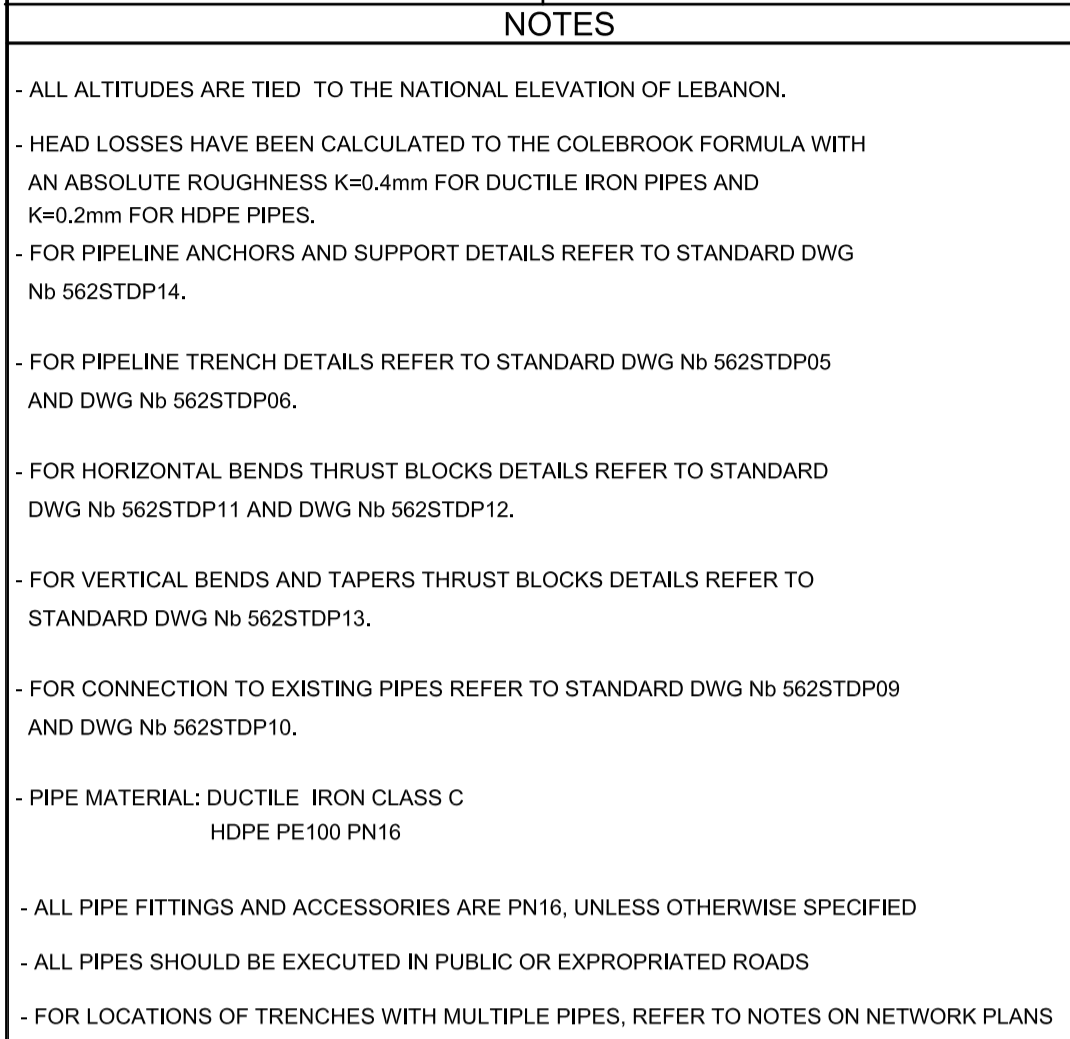 NOTES
- ALL ALTITUDES ARE TIED TO THE NATIONAL ELEVATION OF LEBANON.
- HEAD LOSSES HAVE BEEN CALCULATED TO THE COLEBROOK FORMULA WITH
AN ABSOLUTE ROUGHNESS K=0.4mm FOR DUCTILE IRON PIPES AND
K=0.2mm FOR HDPE PIPES.
- FOR PIPELINE ANCHORS AND SUPPORT DETAILS REFER TO STANDARD DWG
Nb 562STDP14.
- FOR PIPELINE TRENCH DETAILS REFER TO STANDARD DWG Nb 562STDP05
AND DWG Nb 562STDP06.
- FOR HORIZONTAL BENDS THRUST BLOCKS DETAILS REFER TO STANDARD
DWG Nb 562STDP11 AND DWG Nb 562STDP12.
- FOR VERTICAL BENDS AND TAPERS THRUST BLOCKS DETAILS REFER TO
STANDARD DWG Nb 562STDP13.
- FOR CONNECTION TO EXISTING PIPES REFER TO STANDARD DWG Nb 562STDP09
AND DWG Nb 562STDP10.
- PIPE MATERIAL: DUCTILE IRON CLASS C
HDPE PE100 PN16
- ALL PIPE FITTINGS AND ACCESSORIES ARE PN16, UNLESS OTHERWISE SPECIFIED
- ALL PIPES SHOULD BE EXECUTED IN PUBLIC OR EXPROPRIATED ROADS
- FOR LOCATIONS OF TRENCHES WITH MULTIPLE PIPES, REFER TO NOTES ON NETWORK PLANS